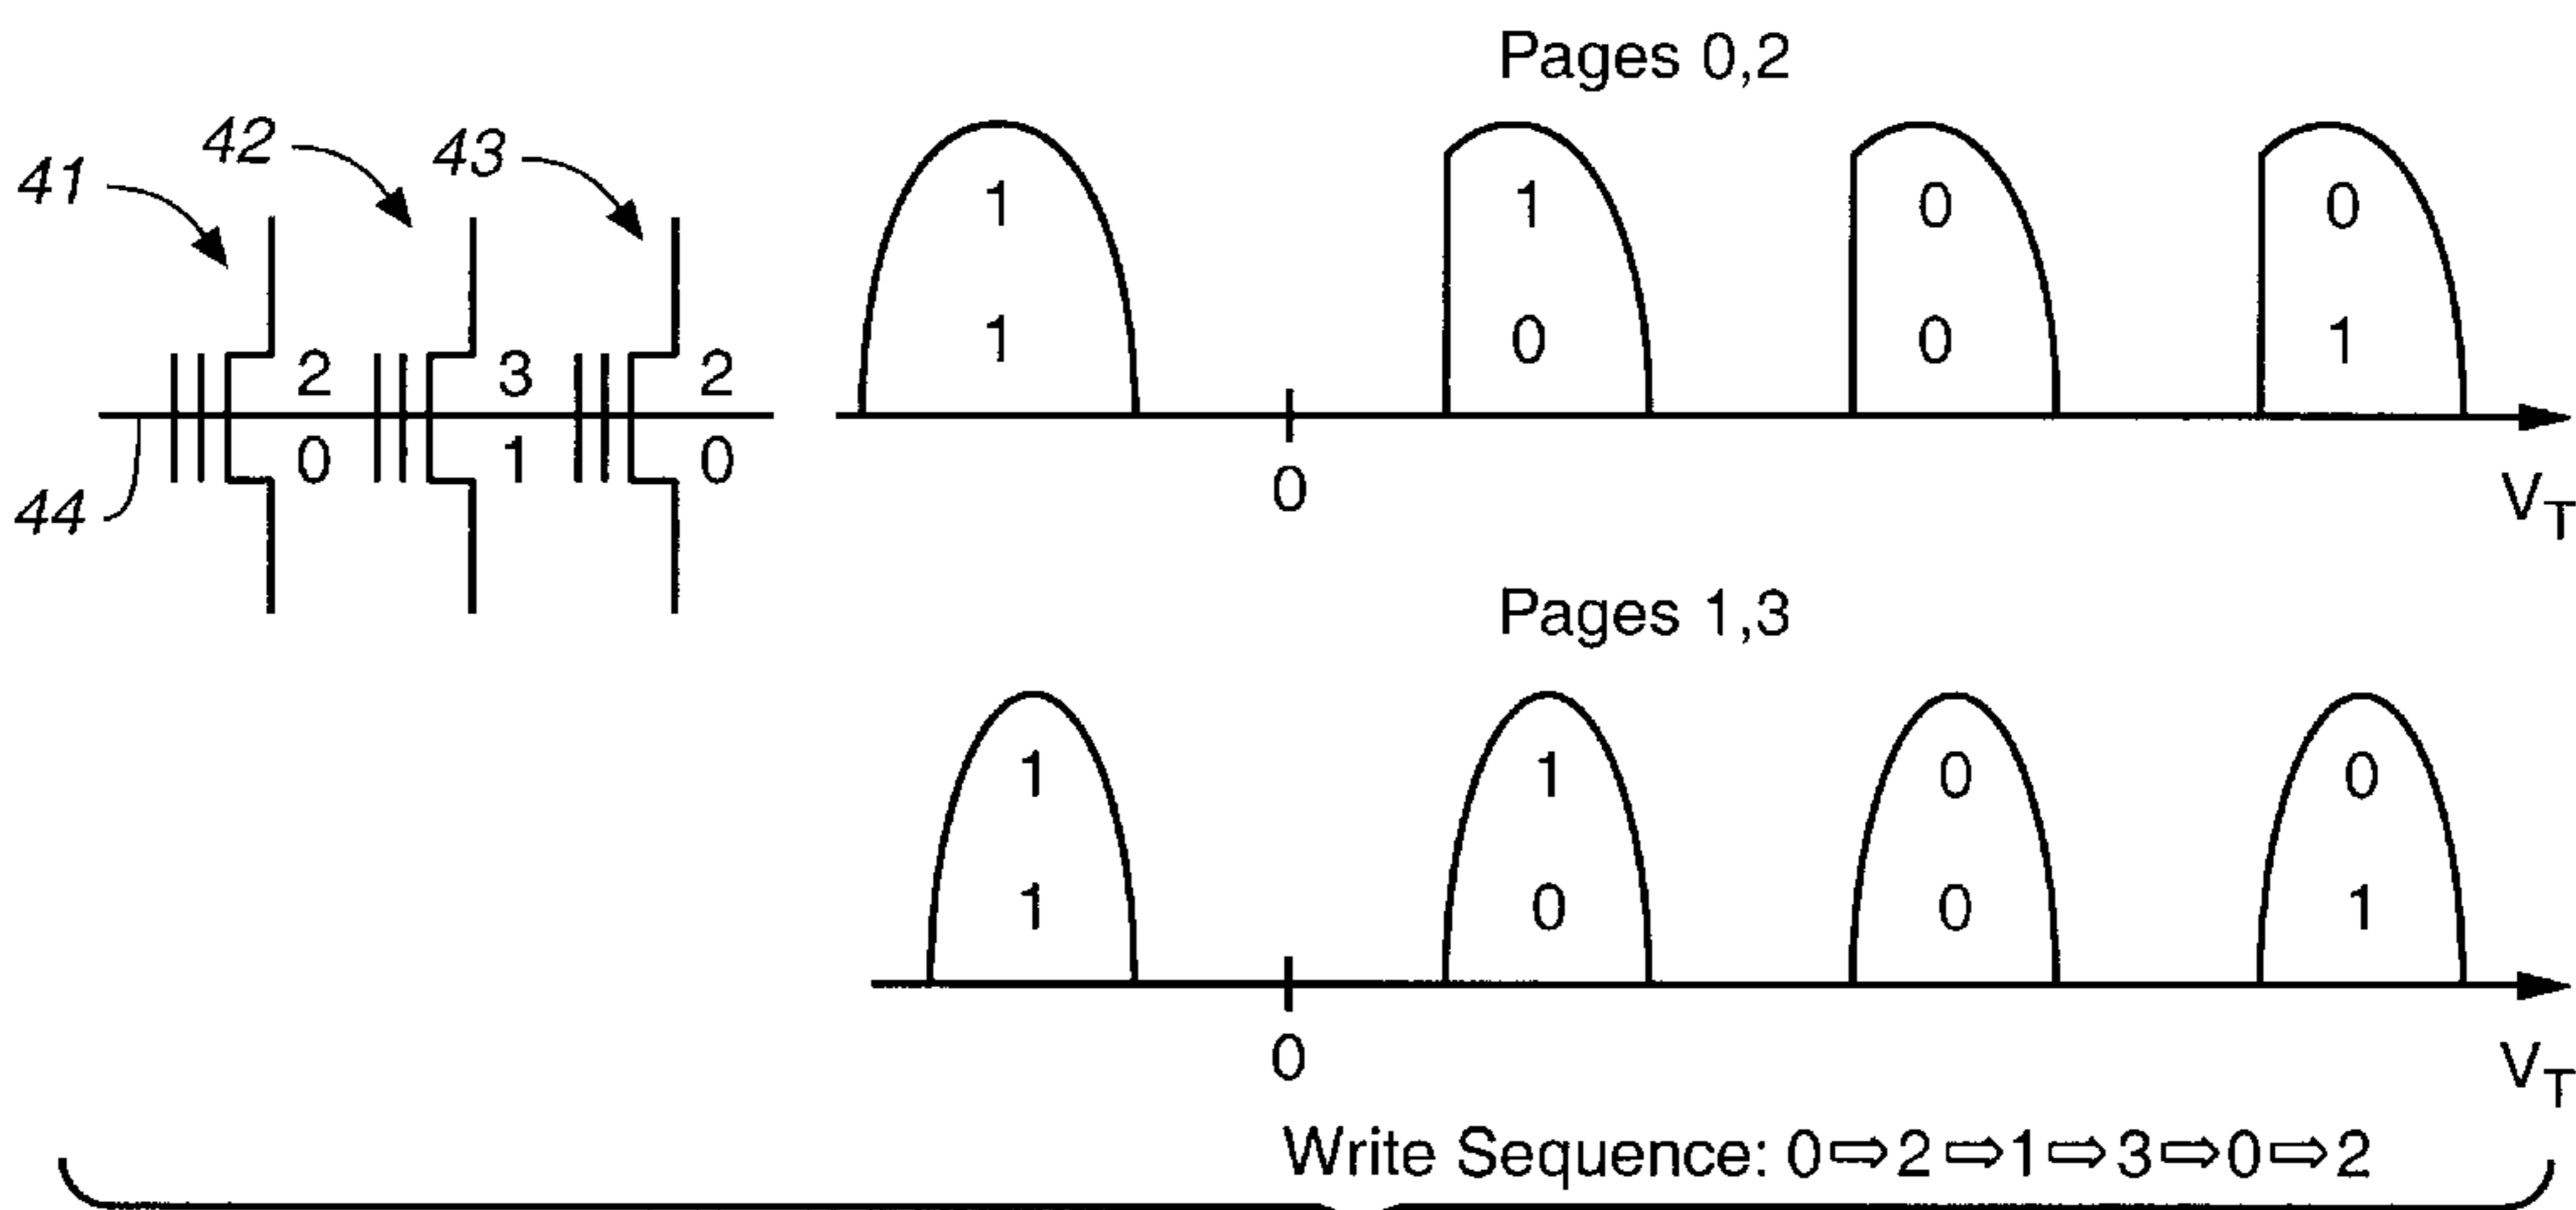 41
42
43
2 3 2
0 1 0
44
Pages 0,2
1 1 0 0
1 0 0 1
0
VT
Pages 1,3
1 1 0 0
1 0 0 1
0
VT
Write Sequence: 0⇨2⇨1⇨3⇨0⇨2